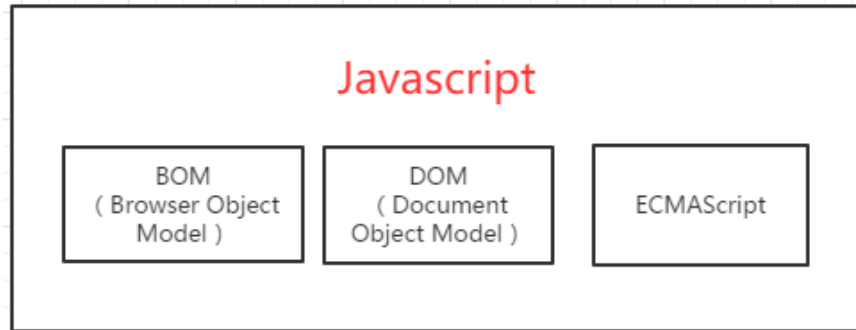 Javascript
BOM
( Browser Object
Model )
DOM
( Document
Object Model )
ECMAScript